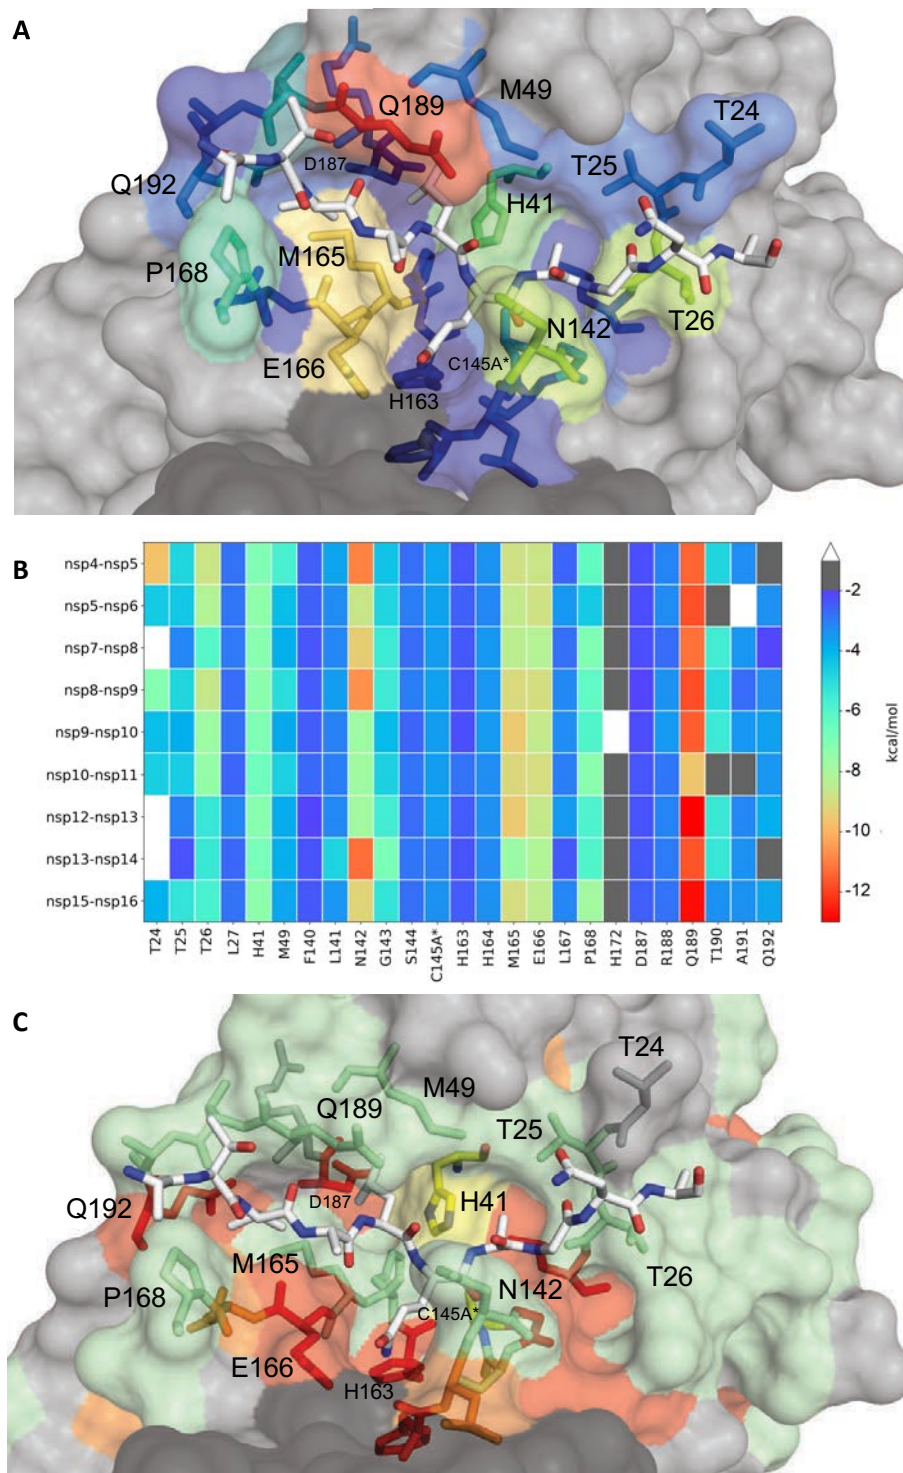 A
Q189
M49
T24
D187
T25
Q192
H41
M165
P168
N142
T26
E166
C145A*
H163
B
nsp4-nsp5
nsp5-nsp6
nsp7-nsp8
nsp8-nsp9
nsp9-nsp10
nsp10-nsp11
nsp12-nsp13
nsp13-nsp14
nsp15-nsp16
-2
-4
-6
-8
-10
-12
kcal/mol
T24 T25 T26 L27 H41 M49 F140 L141 N142 G143 S144 C145A* H163 H164 M165 E166 L167 P168 H172 D187 R188 Q189 T190 A191 Q192
C
T24
M49
Q189
T25
D187
H41
Q192
M165
T26
N142
P168
C145A*
E166
H163